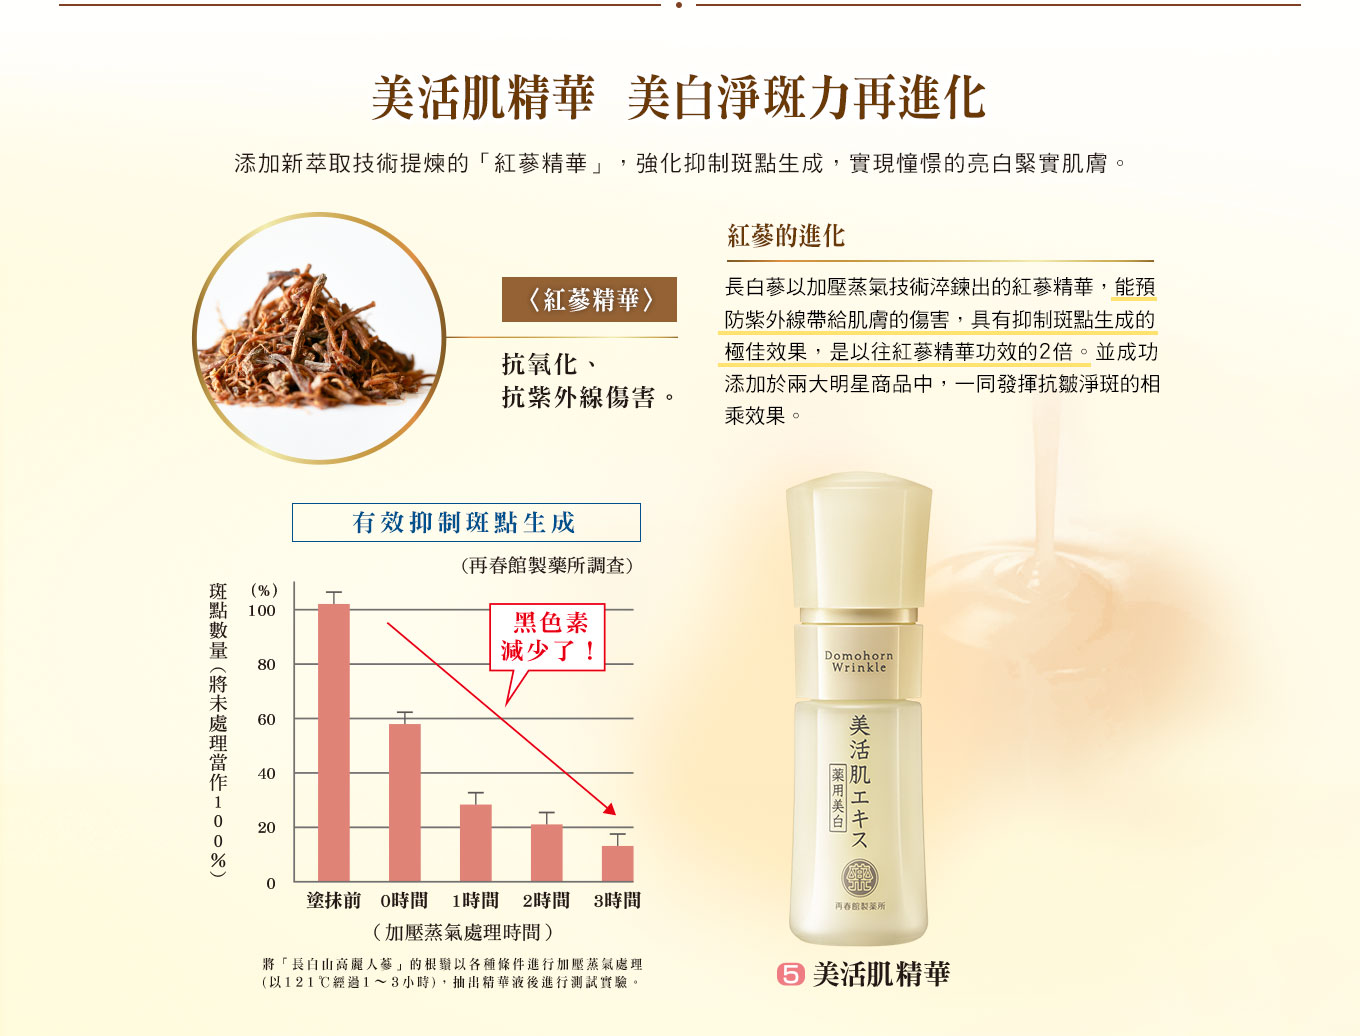 美活肌精華 美白淨斑力再進化
添加新萃取技術提煉的「紅蔘精華」，強化抑制斑點生成，實現憧憬的亮白緊實肌膚。
〈紅蔘精華〉
抗氧化、
抗紫外線傷害。
紅蔘的進化
長白蔘以加壓蒸氣技術淬鍊出的紅蔘精華，能預
防紫外線帶給肌膚的傷害，具有抑制斑點生成的
極佳效果，是以往紅蔘精華功效的2倍。並成功
添加於兩大明星商品中，一同發揮抗皺淨斑的相
乘效果。
有效抑制斑點生成
（再春館製藥所調查）
斑點數量（將未處理當作100%）
(%)
100
80
60
40
20
0
黑色素
減少了！
塗抹前 0時間 1時間 2時間 3時間
（加壓蒸氣處理時間）
將「長白山高麗人蔘」的根鬚以各種條件進行加壓蒸氣處理
(以121℃經過1～3小時)，抽出精華液後進行測試實驗。
Domohorn
Wrinkle
美活肌エキス
薬用美白
薬
再春館製薬所
5 美活肌精華